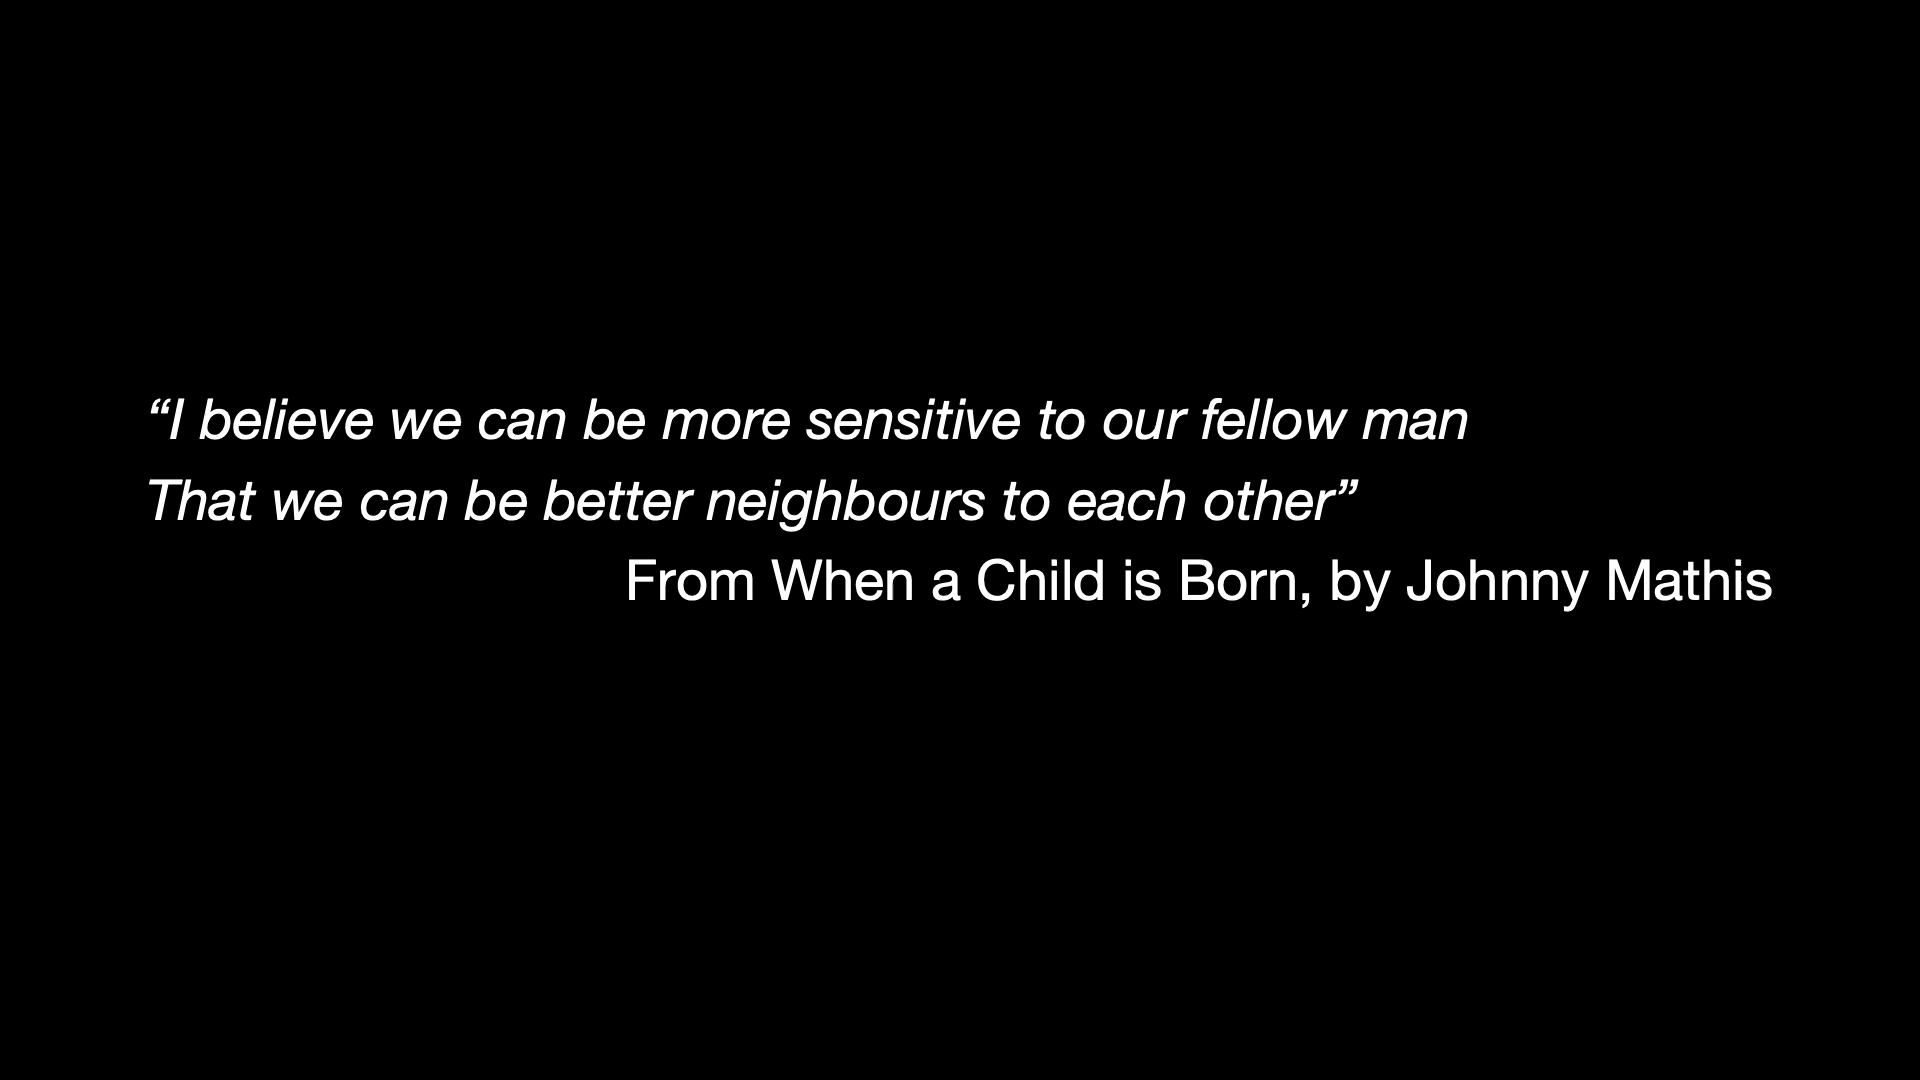 “I believe we can be more sensitive to our fellow man
That we can be better neighbours to each other”
From When a Child is Born, by Johnny Mathis